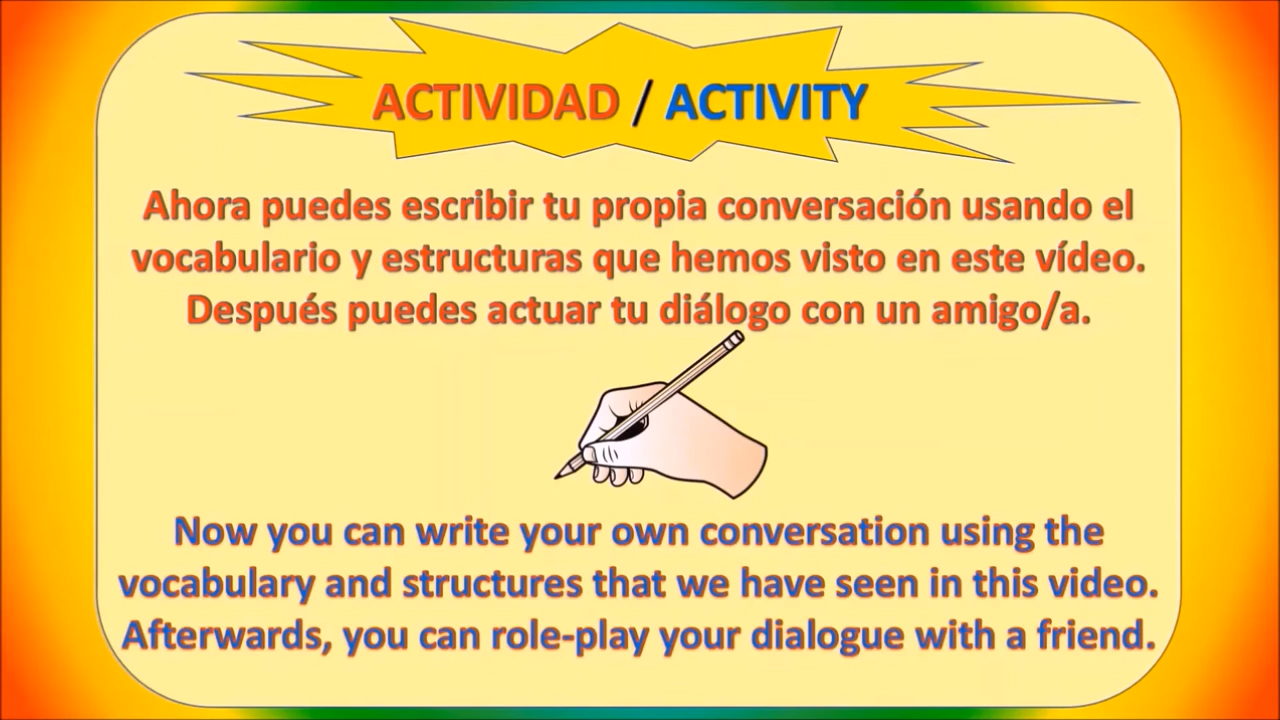 ACTIVIDAD / ACTIVITY
Ahora puedes escribir tu propia conversación usando el
vocabulario y estructuras que hemos visto en este vídeo.
Después puedes actuar tu diálogo con un amigo/a.
Now you can write your own conversation using the
vocabulary and structures that we have seen in this video.
Afterwards, you can role-play your dialogue with a friend.